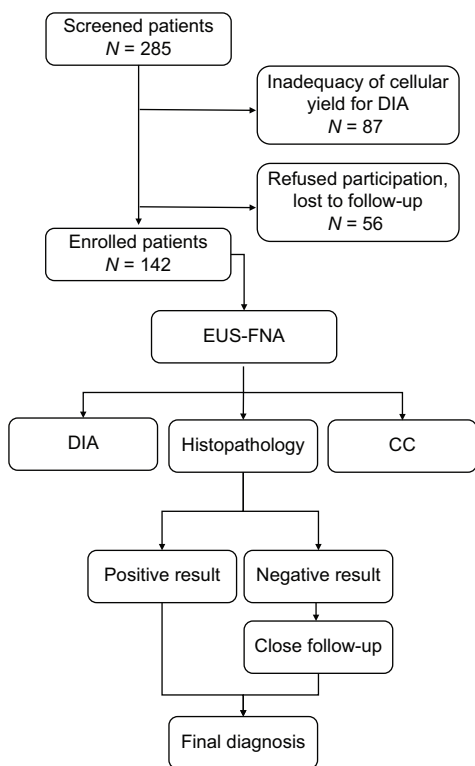 Screened patients
N = 285
Inadequacy of cellular
yield for DIA
N = 87
Refused participation,
lost to follow-up
N = 56
Enrolled patients
N = 142
EUS-FNA
DIA
Histopathology
CC
Positive result
Negative result
Close follow-up
Final diagnosis